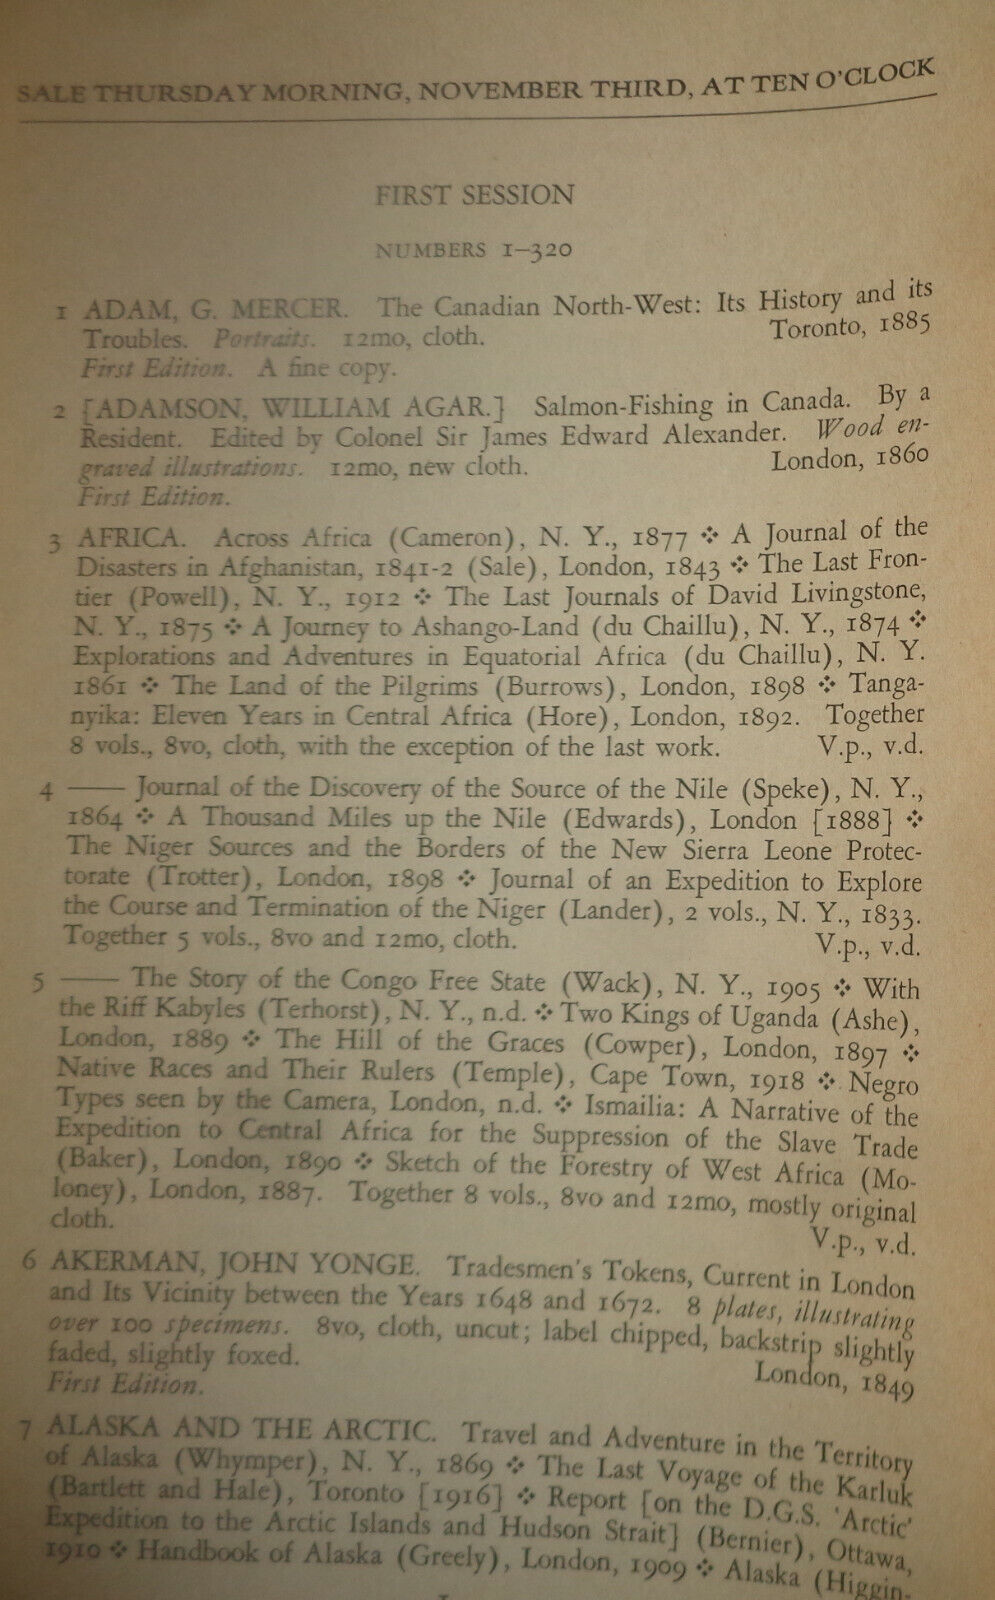 SALE THURSDAY MORNING, NOVEMBER THIRD, AT TEN O'CLOCK
FIRST SESSION
NUMBERS 1–320
1 ADAM, G. MERCER. The Canadian North-West: Its History and its
Troubles. Portraits. 12mo, cloth. Toronto, 1885
First Edition. A fine copy.
2 [ADAMSON, WILLIAM AGAR.] Salmon-Fishing in Canada. By a
Resident. Edited by Colonel Sir James Edward Alexander. Wood en-
graved illustrations. 12mo, new cloth. London, 1860
First Edition.
3 AFRICA. Across Africa (Cameron), N. Y., 1877 ❖ A Journal of the
Disasters in Afghanistan, 1841-2 (Sale), London, 1843 ❖ The Last Fron-
tier (Powell), N. Y., 1912 ❖ The Last Journals of David Livingstone,
N. Y., 1875 ❖ A Journey to Ashango-Land (du Chaillu), N. Y., 1874 ❖
Explorations and Adventures in Equatorial Africa (du Chaillu), N. Y.
1861 ❖ The Land of the Pilgrims (Burrows), London, 1898 ❖ Tanga-
nyika: Eleven Years in Central Africa (Hore), London, 1892. Together
8 vols., 8vo, cloth, with the exception of the last work. V.p., v.d.
4 —— Journal of the Discovery of the Source of the Nile (Speke), N. Y.,
1864 ❖ A Thousand Miles up the Nile (Edwards), London [1888] ❖
The Niger Sources and the Borders of the New Sierra Leone Protec-
torate (Trotter), London, 1898 ❖ Journal of an Expedition to Explore
the Course and Termination of the Niger (Lander), 2 vols., N. Y., 1833.
Together 5 vols., 8vo and 12mo, cloth. V.p., v.d.
5 —— The Story of the Congo Free State (Wack), N. Y., 1905 ❖ With
the Riff Kabyles (Terhorst), N. Y., n.d. ❖ Two Kings of Uganda (Ashe),
London, 1889 ❖ The Hill of the Graces (Cowper), London, 1897 ❖
Native Races and Their Rulers (Temple), Cape Town, 1918 ❖ Negro
Types seen by the Camera, London, n.d. ❖ Ismailia: A Narrative of the
Expedition to Central Africa for the Suppression of the Slave Trade
(Baker), London, 1890 ❖ Sketch of the Forestry of West Africa (Mo-
loney), London, 1887. Together 8 vols., 8vo and 12mo, mostly original
cloth. V.p., v.d.
6 AKERMAN, JOHN YONGE. Tradesmen's Tokens, Current in London
and Its Vicinity between the Years 1648 and 1672. 8 plates, illustrating
over 100 specimens. 8vo, cloth, uncut; label chipped, backstrip slightly
faded, slightly foxed. London, 1849
First Edition.
7 ALASKA AND THE ARCTIC. Travel and Adventure in the Territory
of Alaska (Whymper), N. Y., 1869 ❖ The Last Voyage of the Karluk
(Bartlett and Hale), Toronto [1916] ❖ Report [on the D.G.S. 'Arctic'
Expedition to the Arctic Islands and Hudson Strait] (Bernier), Ottawa,
1910 ❖ Handbook of Alaska (Greely), London, 1909 ❖ Alaska (Higgin-